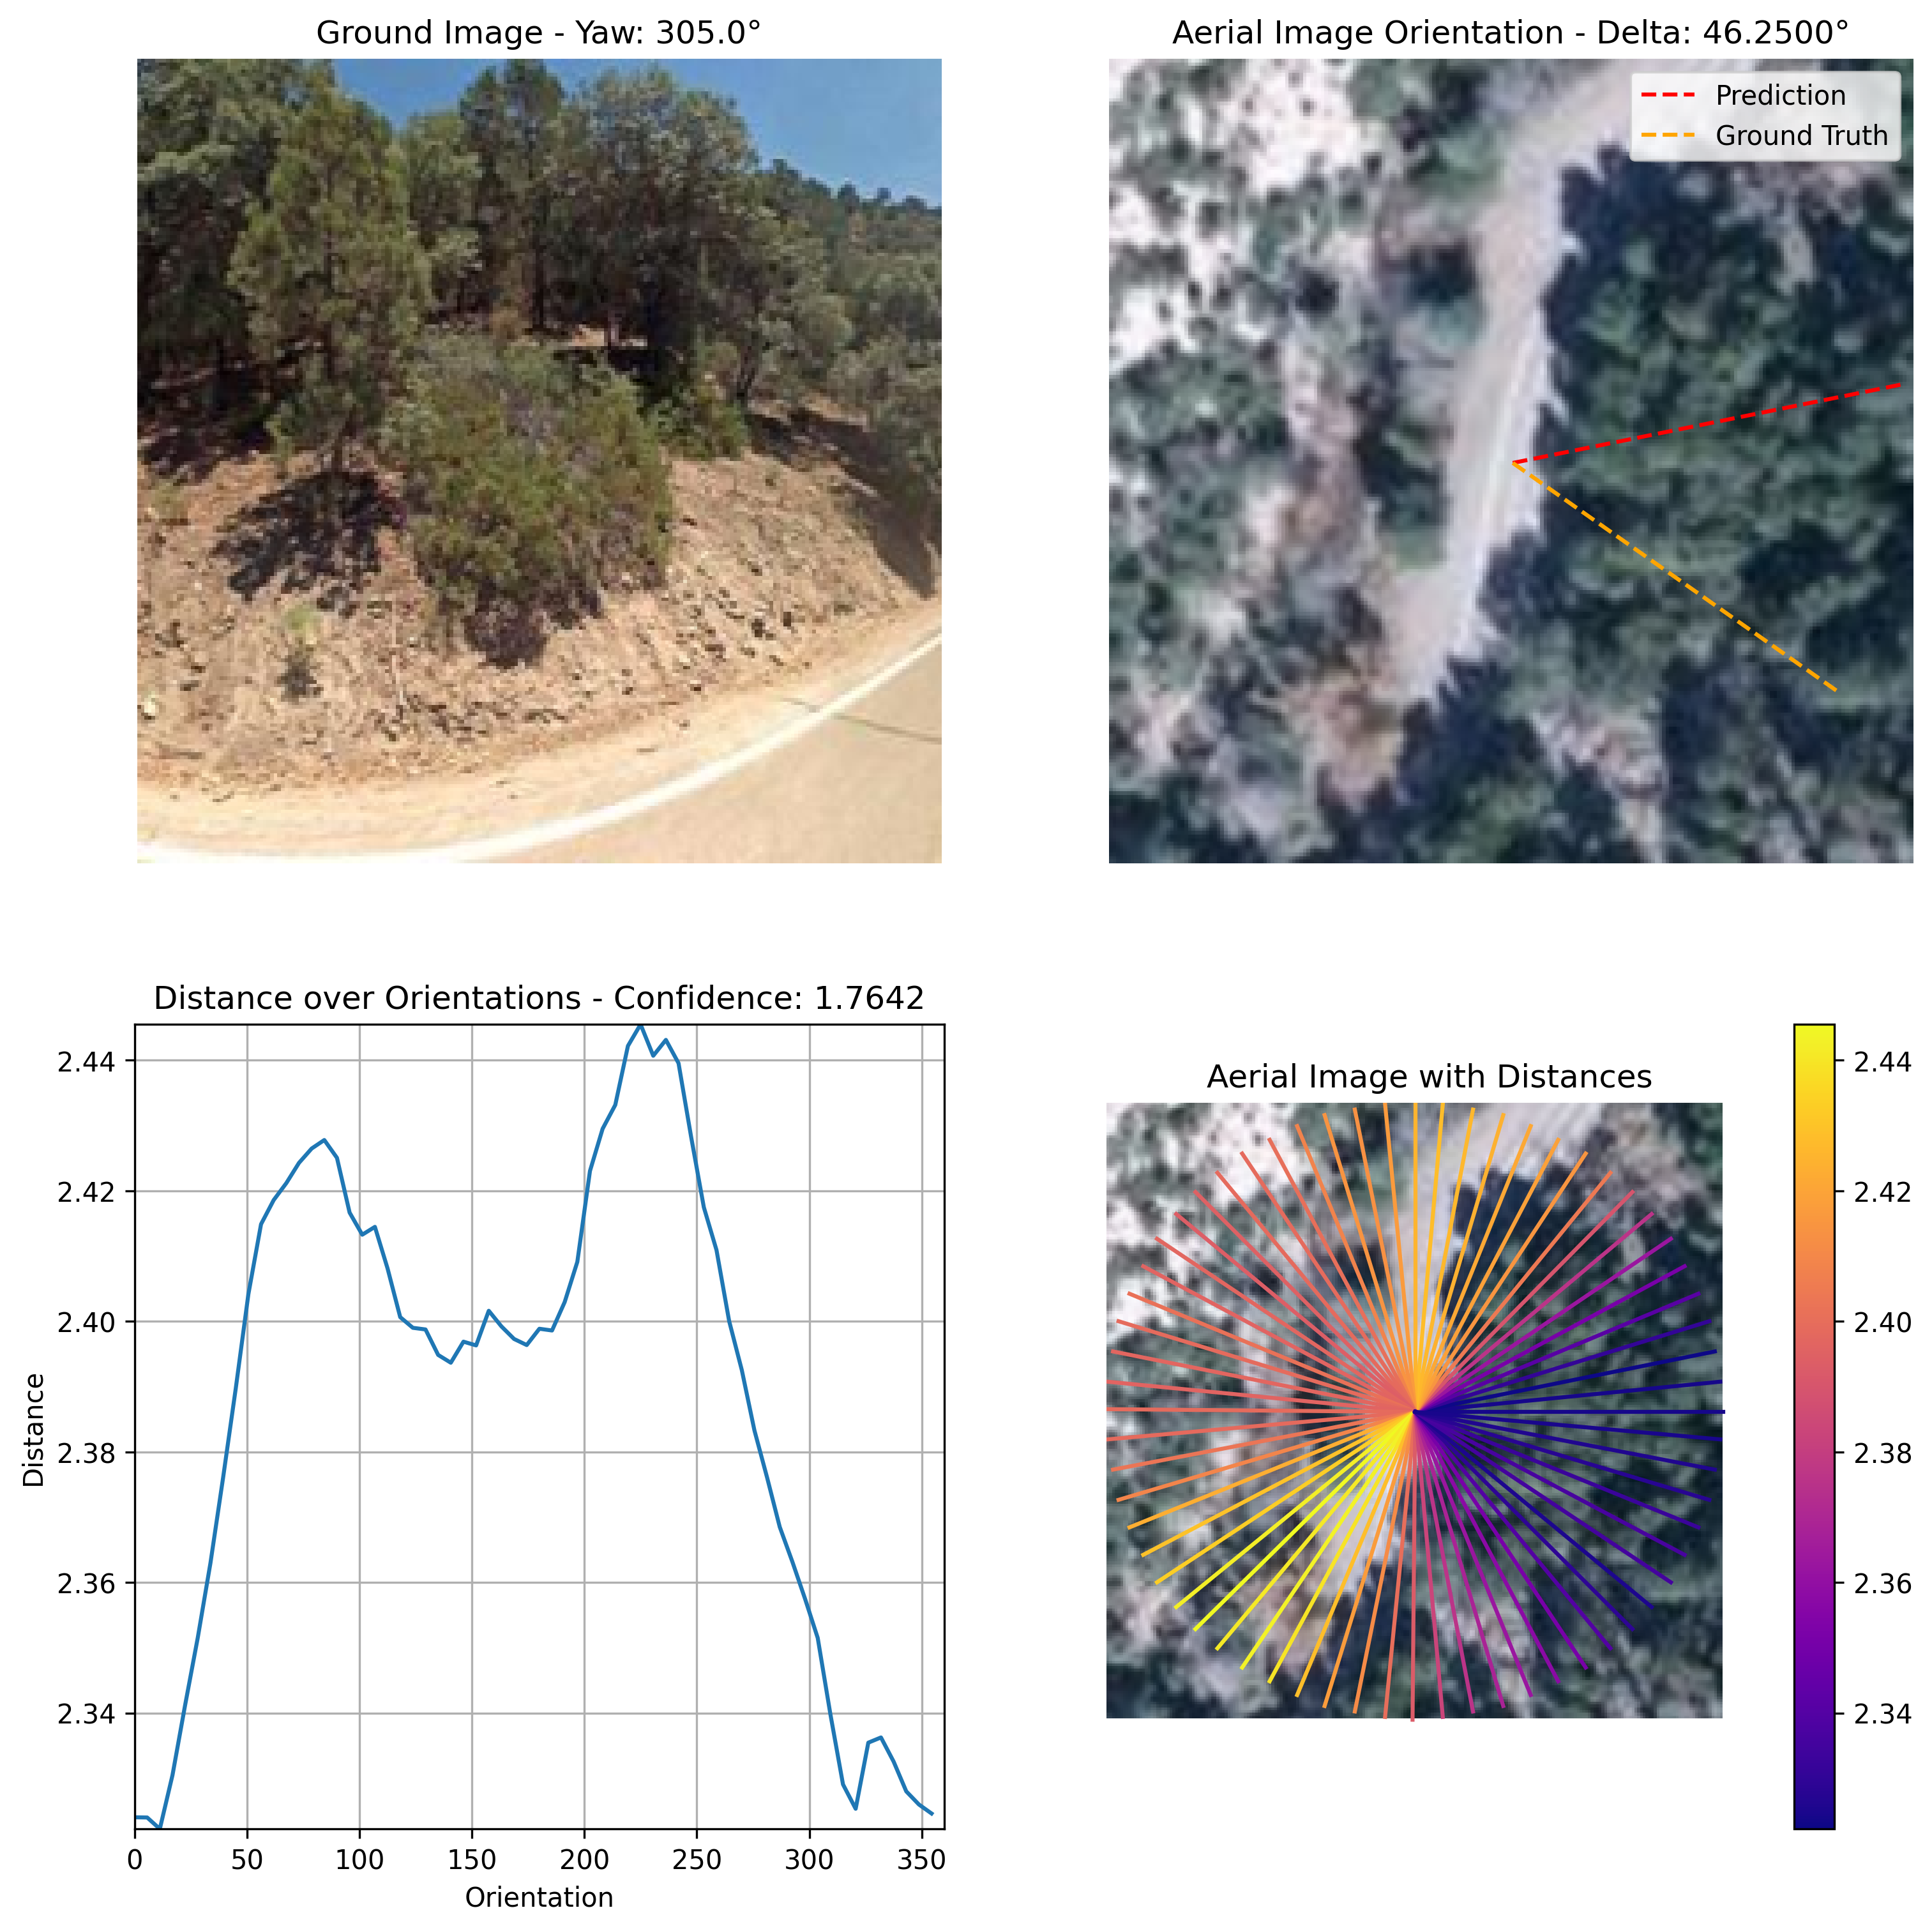 Ground Image - Yaw: 305.0°
Aerial Image Orientation - Delta: 46.2500°
Prediction
Ground Truth
Distance over Orientations - Confidence: 1.7642
2.44
2.42
2.40
2.38
2.36
2.34
Distance
0 50 100 150 200 250 300 350
Orientation
Aerial Image with Distances
2.44
2.42
2.40
2.38
2.36
2.34